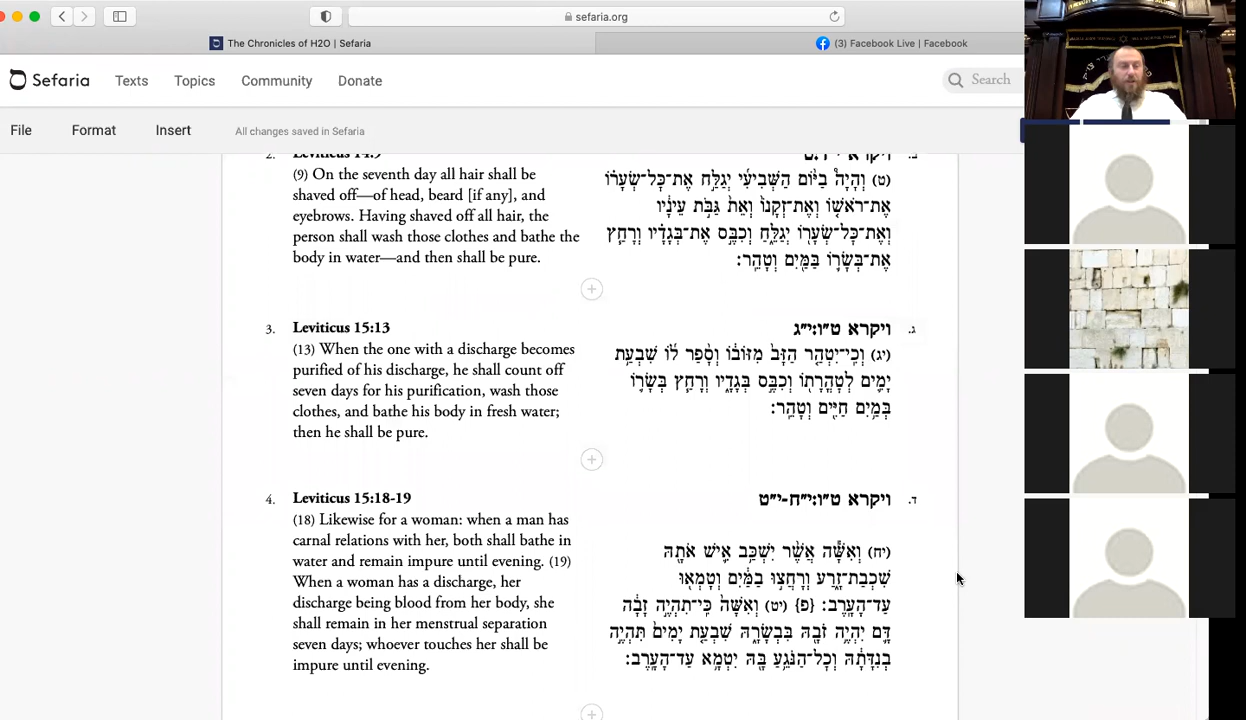 sefaria.org
The Chronicles of H2O | Sefaria
(3) Facebook Live | Facebook
Sefaria
Texts
Topics
Community
Donate
Search
File
Format
Insert
All changes saved in Sefaria
2.
Leviticus 14:9
(9) On the seventh day all hair shall be
shaved off—of head, beard [if any], and
eyebrows. Having shaved off all hair, the
person shall wash those clothes and bathe the
body in water—and then shall be pure.
ב.
ויקרא י״ד:ט
(ט) וְהָיָה֩ בַיּ֨וֹם הַשְּׁבִיעִ֜י יְגַלַּ֣ח אֶת־כׇּל־שְׂעָר֗וֹ
אֶת־רֹאשׁ֤וֹ וְאֶת־זְקָנוֹ֙ וְאֵת֙ גַּבֹּ֣ת עֵינָ֔יו
וְאֶת־כׇּל־שְׂעָר֖וֹ יְגַלֵּ֑חַ וְכִבֶּ֣ס אֶת־בְּגָדָ֗יו וְרָחַ֧ץ
אֶת־בְּשָׂר֛וֹ בַּמַּ֖יִם וְטָהֵֽר׃
3.
Leviticus 15:13
(13) When the one with a discharge becomes
purified of his discharge, he shall count off
seven days for his purification, wash those
clothes, and bathe his body in fresh water;
then he shall be pure.
ג.
ויקרא ט״ו:י״ג
(יג) וְכִֽי־יִטְהַ֤ר הַזָּב֙ מִזּוֹב֔וֹ וְסָ֨פַר ל֜וֹ שִׁבְעַ֥ת
יָמִ֛ים לְטׇהֳרָת֖וֹ וְכִבֶּ֣ס בְּגָדָ֑יו וְרָחַ֧ץ בְּשָׂר֛וֹ
בְּמַ֥יִם חַיִּ֖ים וְטָהֵֽר׃
4.
Leviticus 15:18-19
(18) Likewise for a woman: when a man has
carnal relations with her, both shall bathe in
water and remain impure until evening. (19)
When a woman has a discharge, her
discharge being blood from her body, she
shall remain in her menstrual separation
seven days; whoever touches her shall be
impure until evening.
ד.
ויקרא ט״ו:י״ח-י״ט
(יח) וְאִשָּׁ֕ה אֲשֶׁ֨ר יִשְׁכַּ֥ב אִ֛ישׁ אֹתָ֖הּ
שִׁכְבַת־זָ֑רַע וְרָחֲצ֣וּ בַמַּ֔יִם וְטָמְא֖וּ
עַד־הָעָֽרֶב׃ {פ} (יט) וְאִשָּׁה֙ כִּֽי־תִהְיֶ֣ה זָבָ֔ה
דָּ֛ם יִהְיֶ֥ה זֹבָ֖הּ בִּבְשָׂרָ֑הּ שִׁבְעַ֤ת יָמִים֙ תִּהְיֶ֣ה
בְנִדָּתָ֔הּ וְכׇל־הַנֹּגֵ֥עַ בָּ֖הּ יִטְמָ֥א עַד־הָעָֽרֶב׃